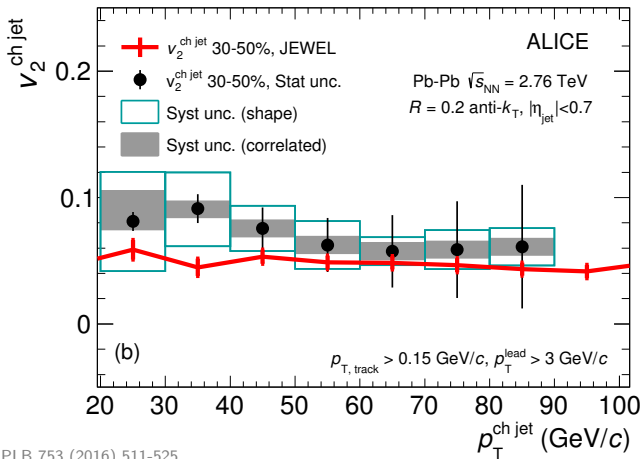 v₂^ch jet
0.2
0.1
0
v₂^ch jet 30-50%, JEWEL
v₂^ch jet 30-50%, Stat unc.
Syst unc. (shape)
Syst unc. (correlated)
ALICE
Pb-Pb √s_NN = 2.76 TeV
R = 0.2 anti-k_T, |η_jet|<0.7
(b)
p_T, track > 0.15 GeV/c, p_T^lead > 3 GeV/c
20 30 40 50 60 70 80 90 100
p_T^ch jet (GeV/c)
PLB 753 (2016) 511-525